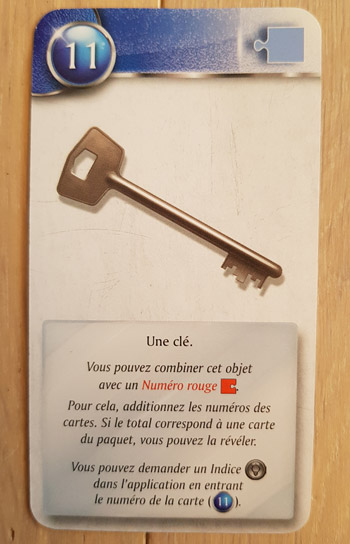 11
Une clé.
Vous pouvez combiner cet objet
avec un Numéro rouge
Pour cela, additionnez les numéros des
cartes. Si le total correspond à une carte
du paquet, vous pouvez la révéler.
Vous pouvez demander un Indice
dans l'application en entrant
le numéro de la carte (11).